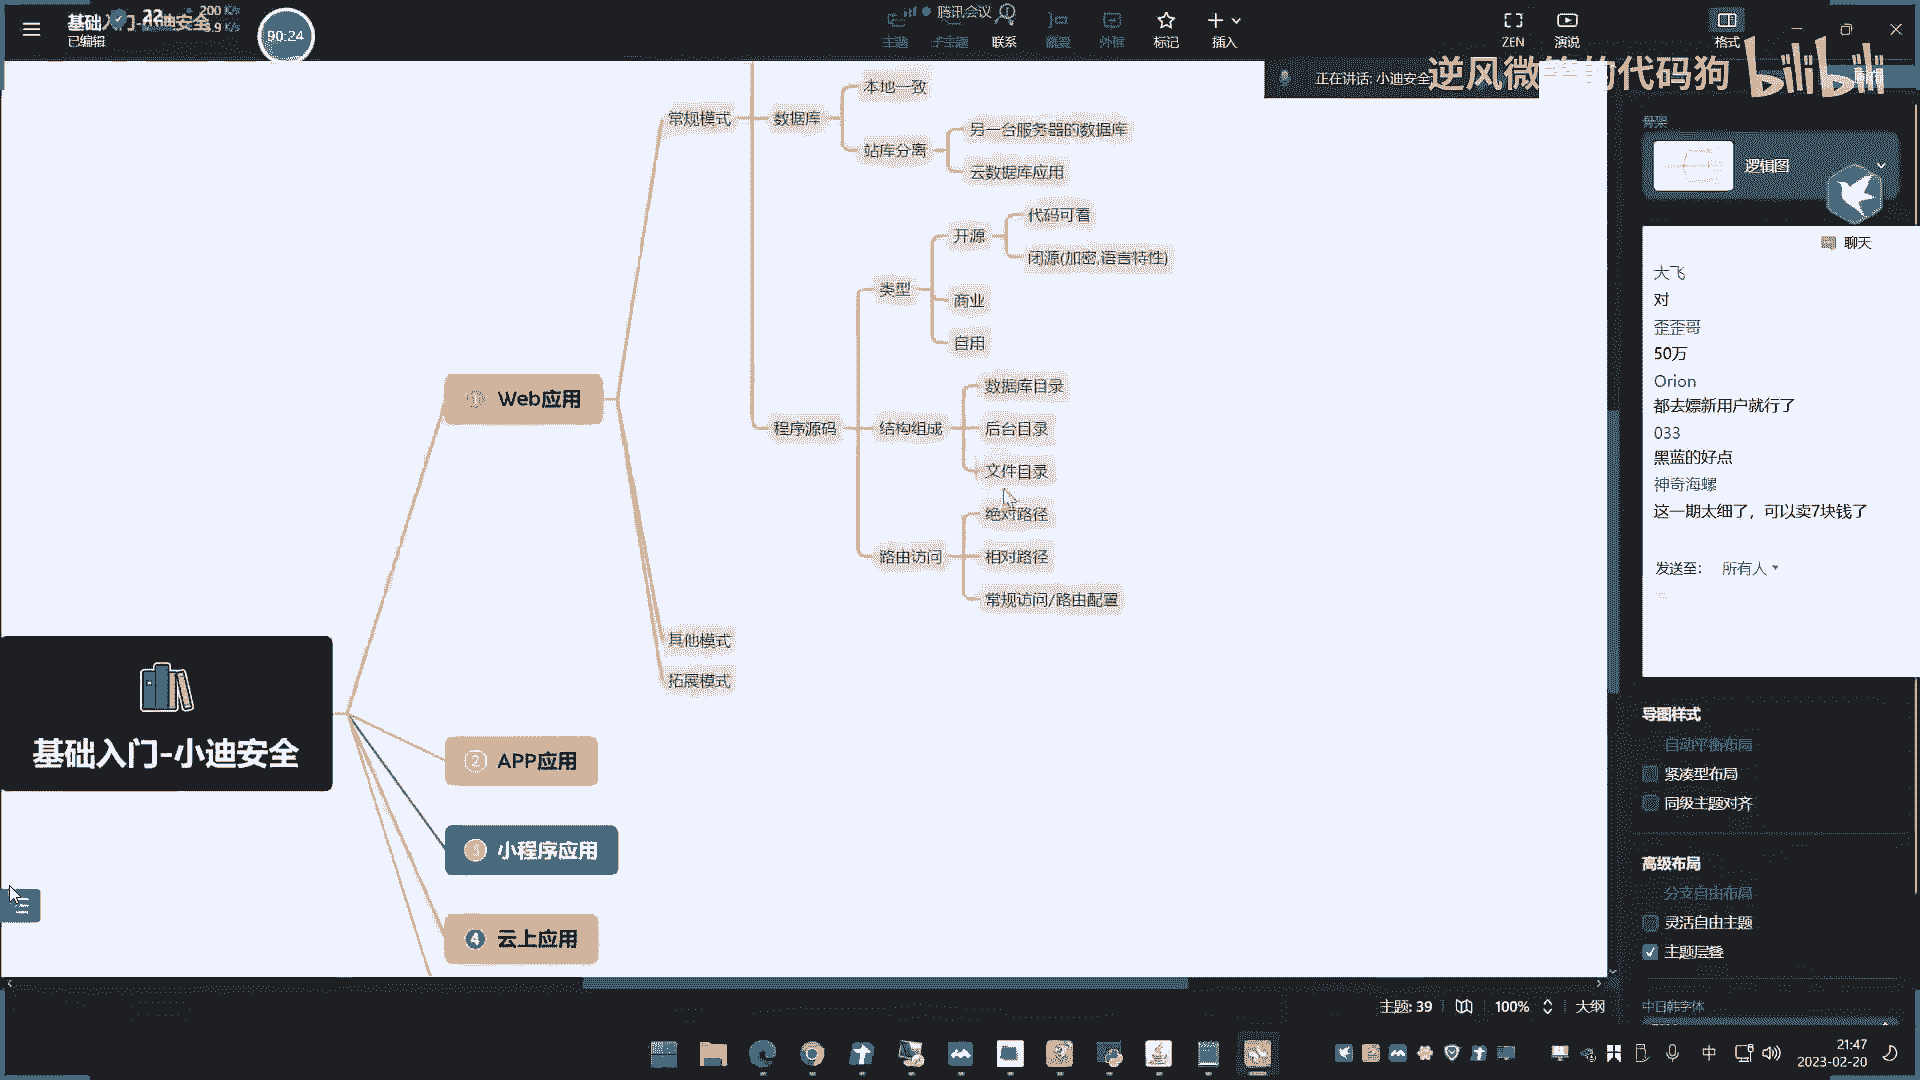 基础入门-小迪安全
已编辑
22
200 K/s
3.9 K/s
90:24
腾讯会议
主题
子主题
联系
概要
外框
标记
插入
ZEN
演说
格式
正在讲话: 小迪安全
逆风微笑的代码狗
bilibili
常规模式
数据库
本地一致
站库分离
另一台服务器的数据库
云数据库应用
程序源码
类型
开源
代码可看
闭源(加密,语言特性)
商业
自用
结构组成
数据库目录
后台目录
文件目录
路由访问
绝对路径
相对路径
常规访问/路由配置
① Web应用
其他模式
拓展模式
基础入门-小迪安全
② APP应用
③ 小程序应用
④ 云上应用
骨架
逻辑图
聊天
大飞
对
歪歪哥
50万
Orion
都去嫖新用户就行了
033
黑蓝的好点
神奇海螺
这一期太细了，可以卖7块钱了
发送至: 所有人
导图样式
自动平衡布局
紧凑型布局
同级主题对齐
高级布局
分支自由布局
灵活自由主题
主题层叠
中日韩字体
主题: 39
100%
大纲
中
21:47
2023-02-20